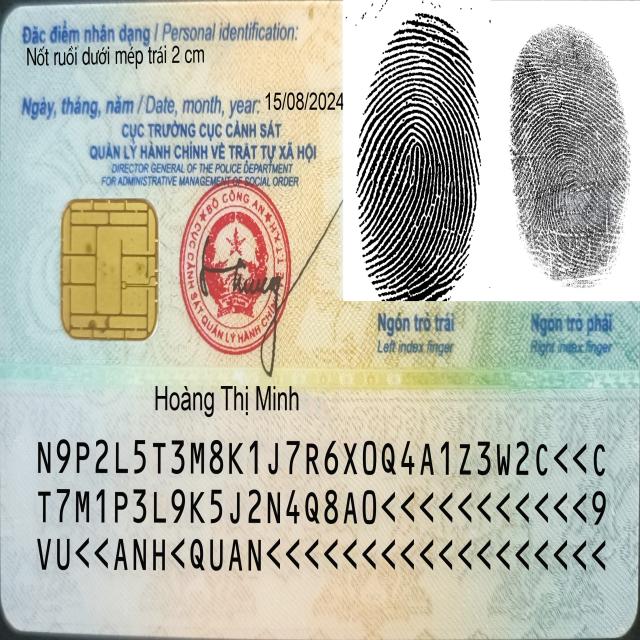 Đặc điểm nhân dạng / Personal identification:
Nốt ruồi dưới mép trái 2 cm
Ngày, tháng, năm / Date, month, year: 15/08/2024
CỤC TRƯỞNG CỤC CẢNH SÁT
QUẢN LÝ HÀNH CHÍNH VỀ TRẬT TỰ XÃ HỘI
DIRECTOR GENERAL OF THE POLICE DEPARTMENT
FOR ADMINISTRATIVE MANAGEMENT OF SOCIAL ORDER
BỘ CÔNG AN
CỤC CẢNH SÁT QUẢN LÝ HÀNH CHÍNH
Ngón trỏ trái
Left index finger
Ngón trỏ phải
Right index finger
Hoàng Thị Minh
N9P2L5T3M8K1J7R6X0Q4A1Z3W2C<<C
T7M1P3L9K5J2N4Q8A0<<<<<<<<<<<9
VU<<ANH<QUAN<<<<<<<<<<<<<<<<<<